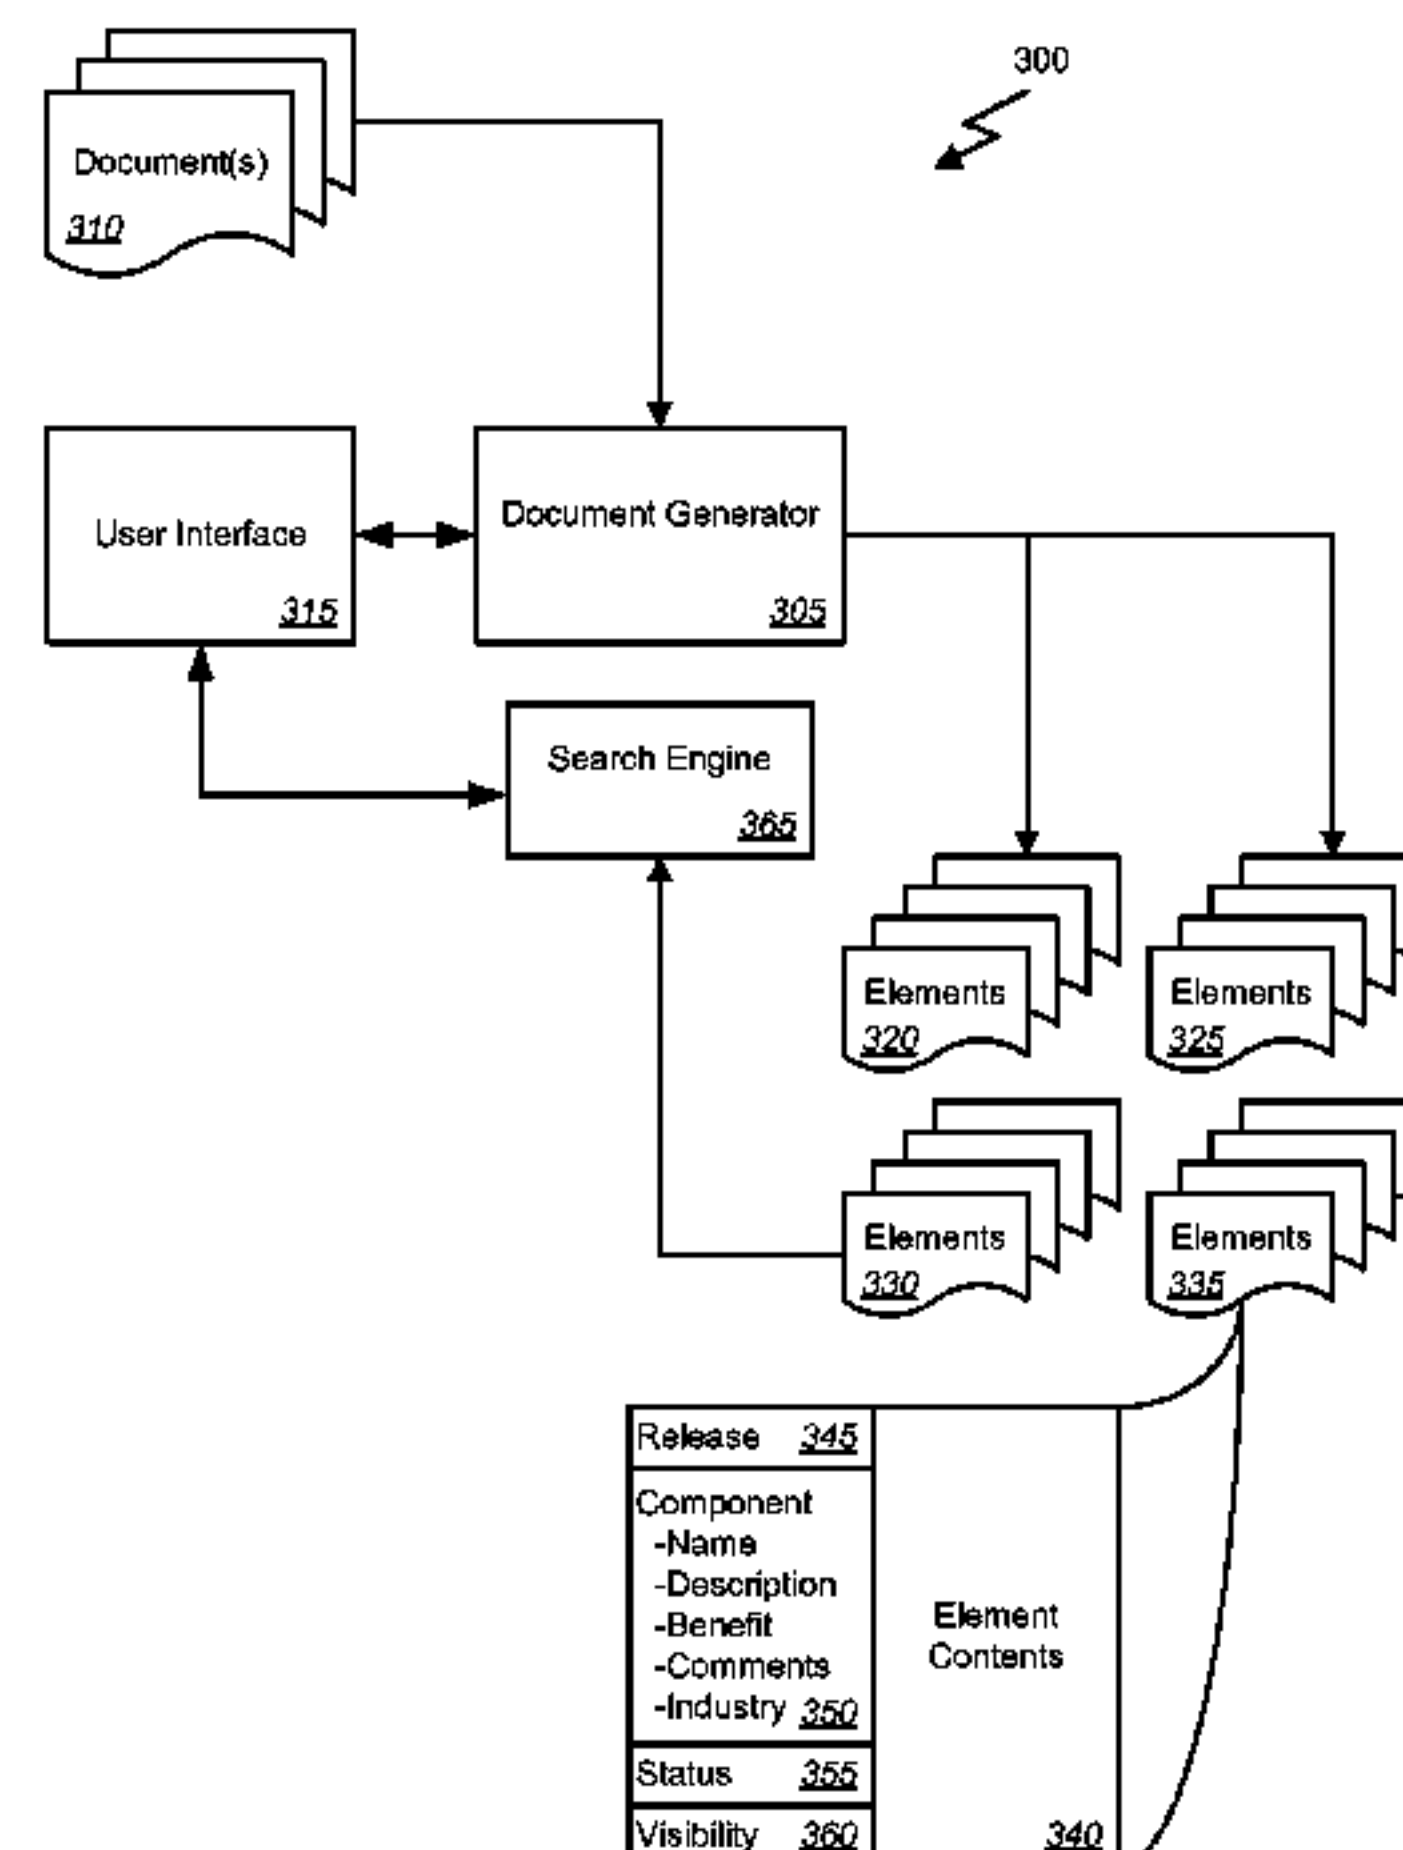 300
Document(s)
310
User Interface
315
Document Generator
305
Search Engine
365
Elements
320
Elements
325
Elements
330
Elements
335
Release 345
Component
-Name
-Description
-Benefit
-Comments
-Industry 350
Status 355
Visibility 360
Element
Contents
340